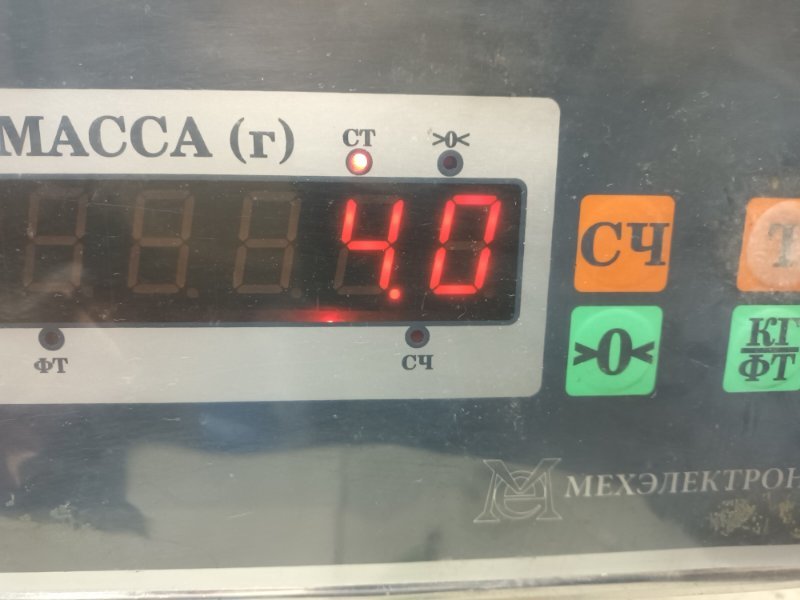 МАССА (г)
СТ
>0<
4.0
ФТ
СЧ
СЧ
Т
>0<
КГ
ФТ
МЕХЭЛЕКТРОН